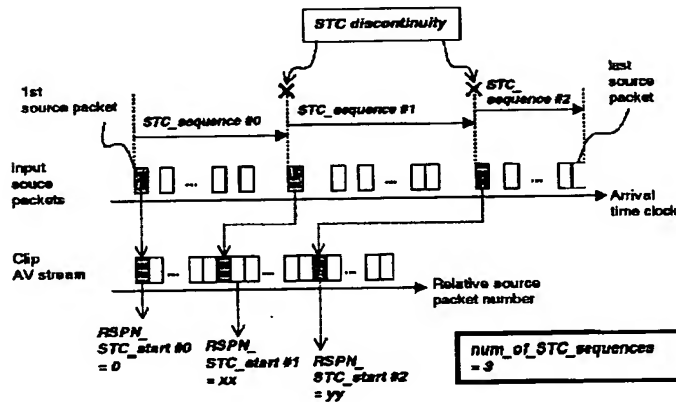 STC discontinuity
1st
source packet
STC_sequence #0
STC_sequence #1
STC_
sequence #2
last
source
packet
Input
souce
packets
...
...
...
Arrival
time clock
Clip
AV stream
...
...
...
Relative source
packet number
RSPN_
STC_start #0
= 0
RSPN_
STC_start #1
= xx
RSPN_
STC_start #2
= yy
num_of_STC_sequences
= 3